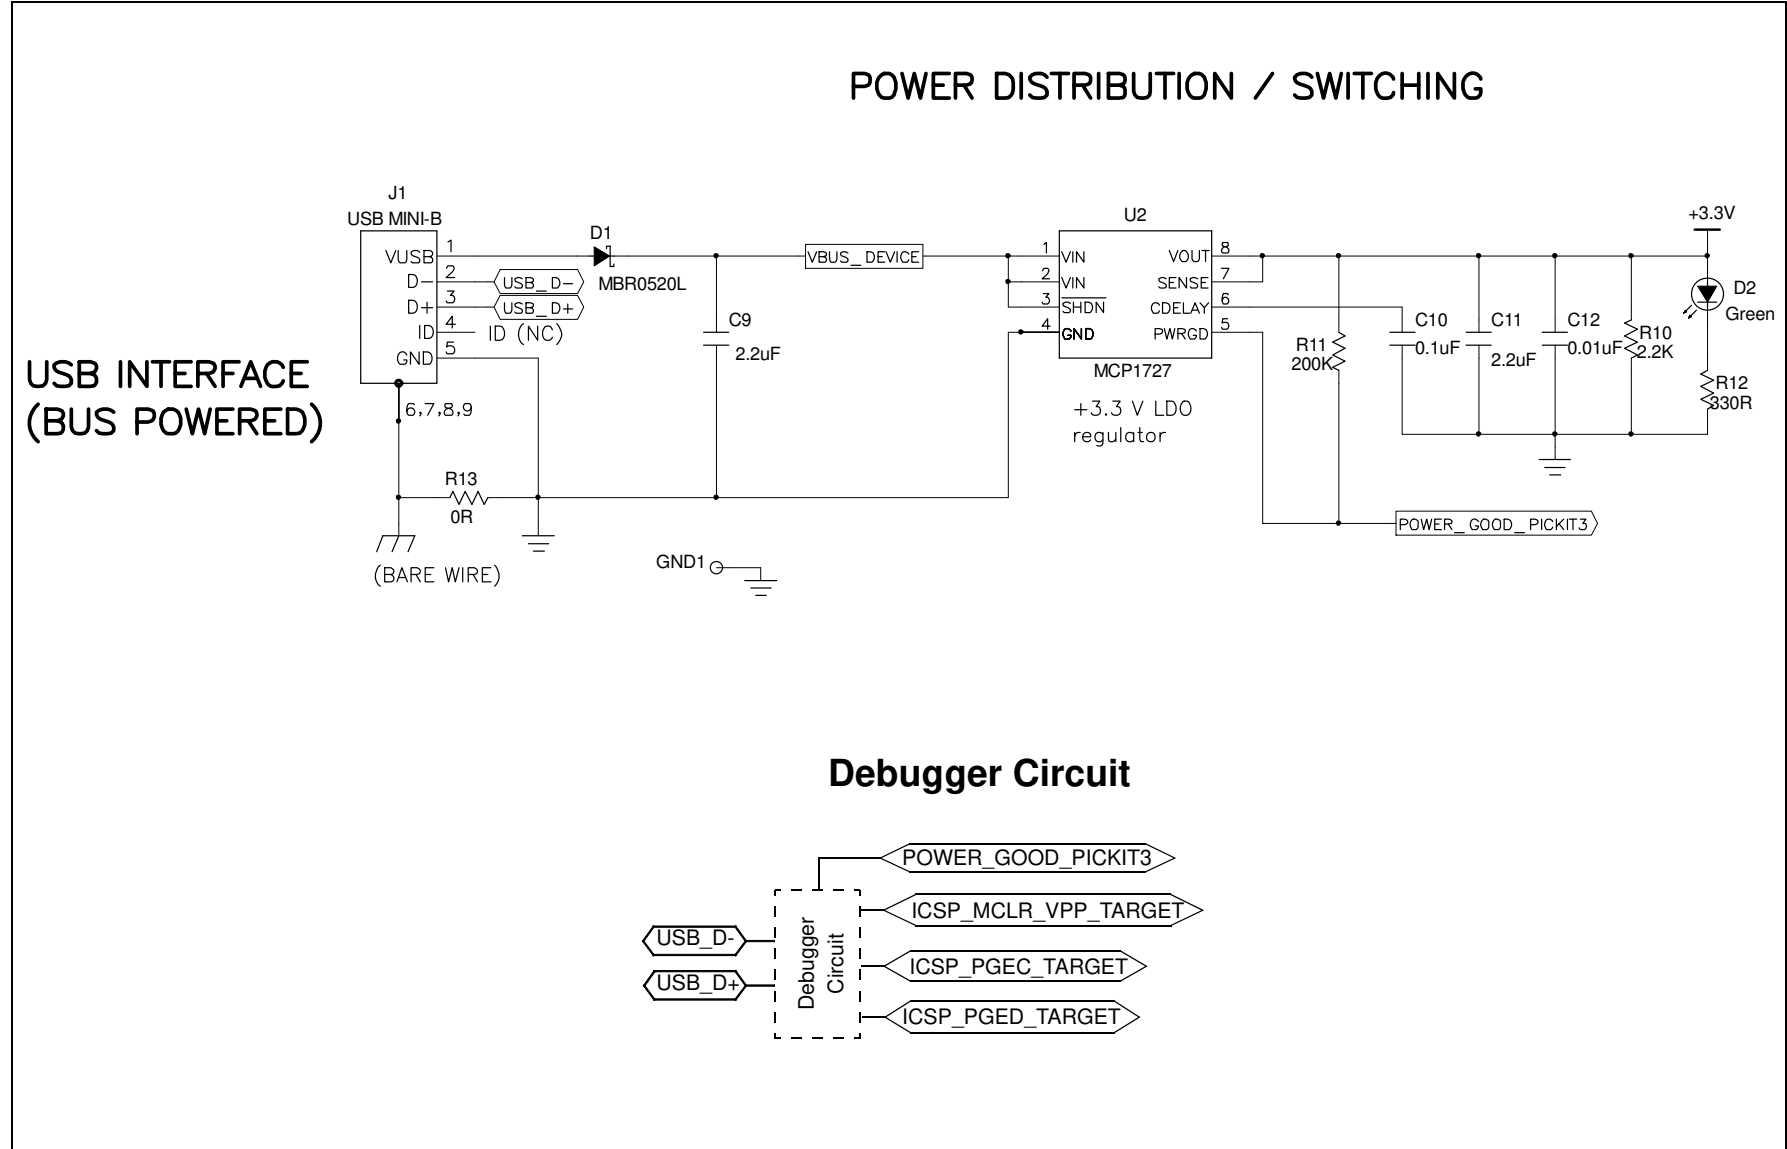 POWER DISTRIBUTION / SWITCHING
J1
USB MINI-B
VUSB 1
D- 2 USB_D-
D+ 3 USB_D+
ID 4 ID (NC)
GND 5
6,7,8,9
USB INTERFACE
(BUS POWERED)
R13
0R
(BARE WIRE)
D1
MBR0520L
C9
2.2uF
GND1
VBUS_DEVICE
U2
1 VIN VOUT 8
2 VIN SENSE 7
3 SHDN CDELAY 6
4 GND PWRGD 5
MCP1727
+3.3 V LDO
regulator
R11
200K
C10
0.1uF
C11
2.2uF
C12
0.01uF
R10
2.2K
+3.3V
D2
Green
R12
330R
POWER_GOOD_PICKIT3
Debugger Circuit
POWER_GOOD_PICKIT3
ICSP_MCLR_VPP_TARGET
USB_D-
ICSP_PGEC_TARGET
USB_D+
ICSP_PGED_TARGET
Debugger
Circuit